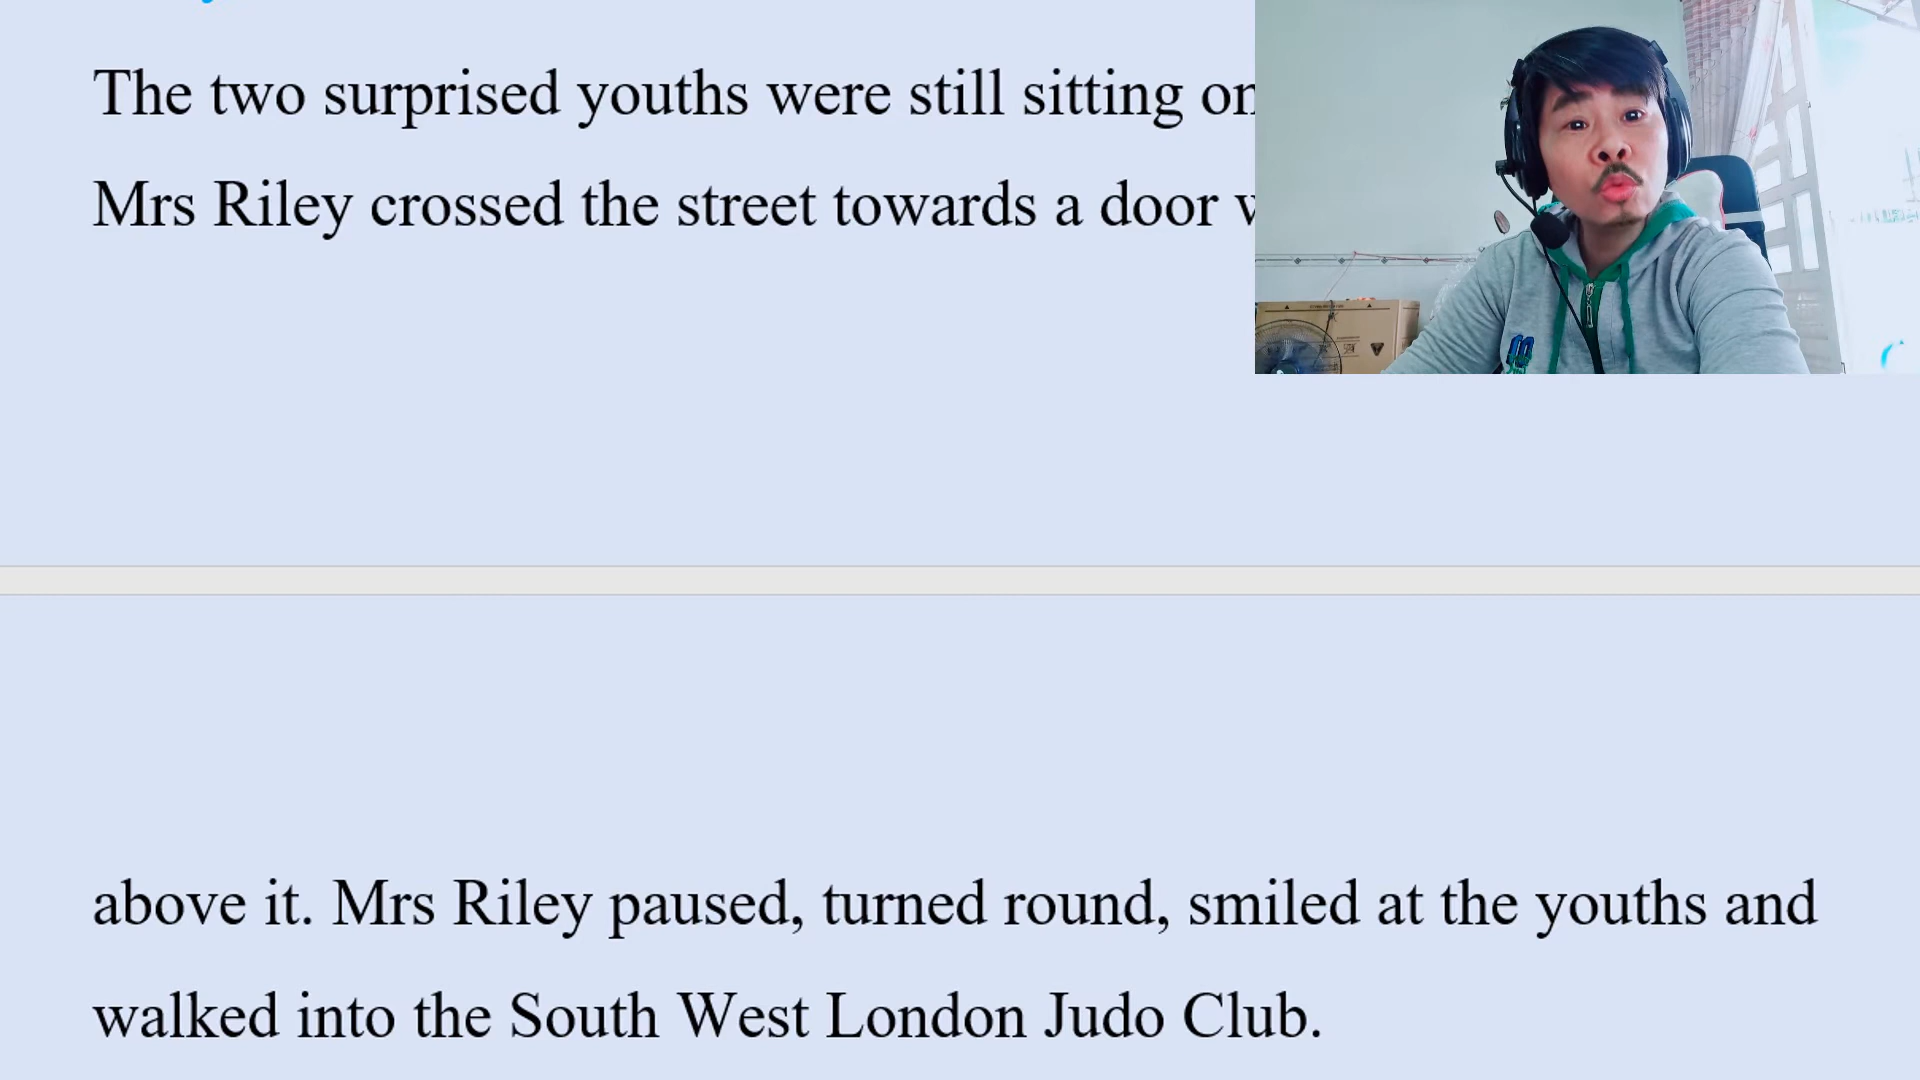 The two surprised youths were still sitting on
Mrs Riley crossed the street towards a door
above it. Mrs Riley paused, turned round, smiled at the youths and
walked into the South West London Judo Club.